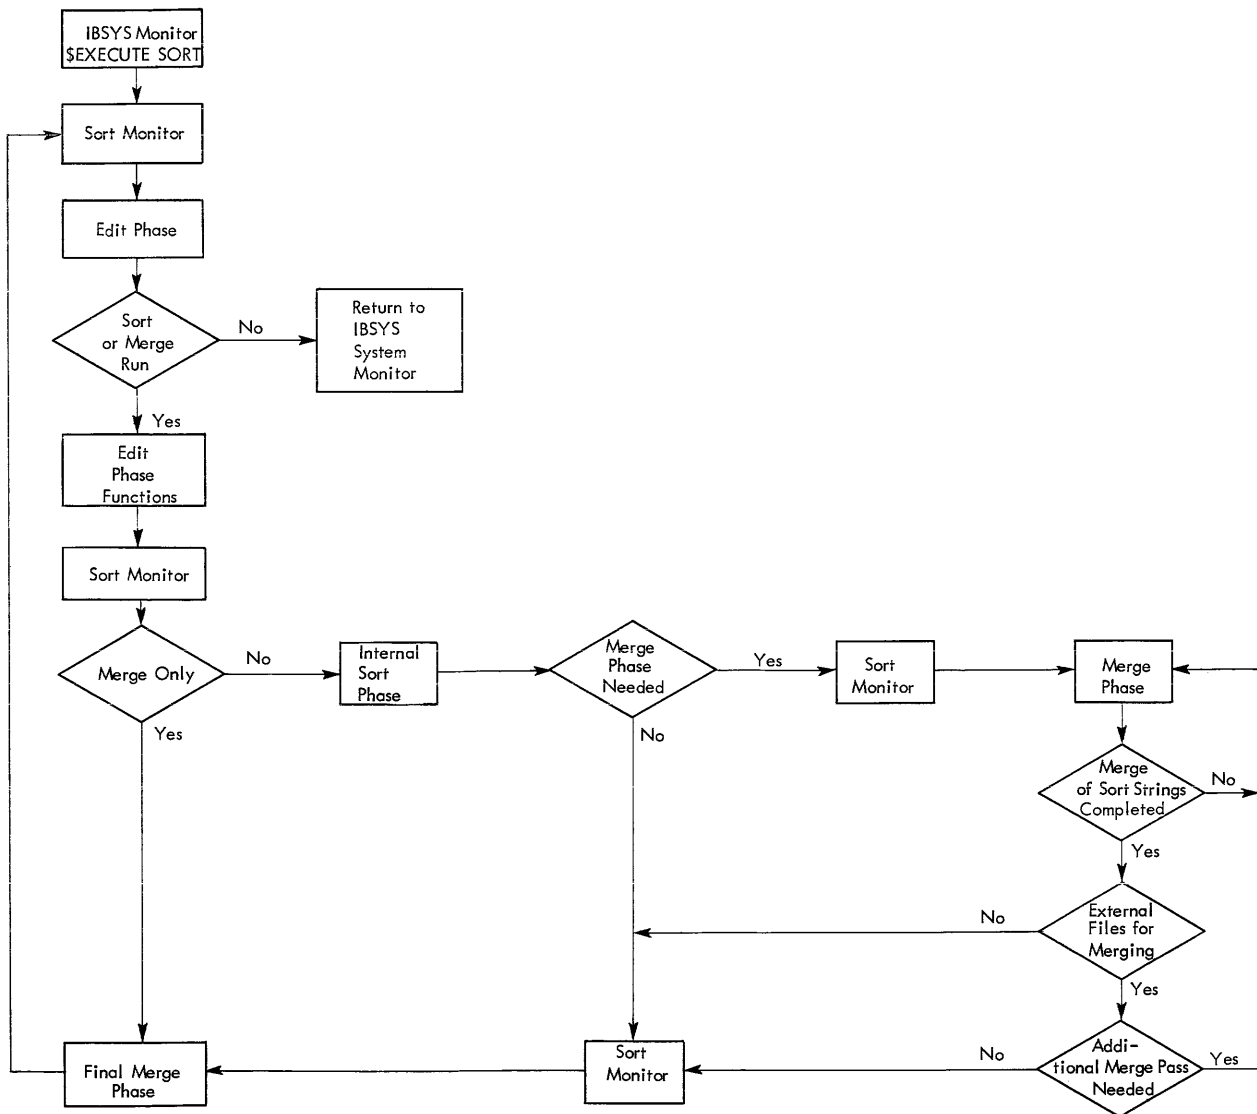 IBSYS Monitor
$EXECUTE SORT
Sort Monitor
Edit Phase
Sort
or Merge
Run
No
Return to
IBSYS
System
Monitor
Yes
Edit
Phase
Functions
Sort Monitor
Merge Only
No
Internal
Sort
Phase
Merge
Phase
Needed
Yes
Sort
Monitor
Merge
Phase
Yes
No
Merge
of Sort Strings
Completed
No
Yes
External
Files for
Merging
No
Yes
Addi-
tional Merge Pass
Needed
No
Yes
Sort
Monitor
Final Merge
Phase